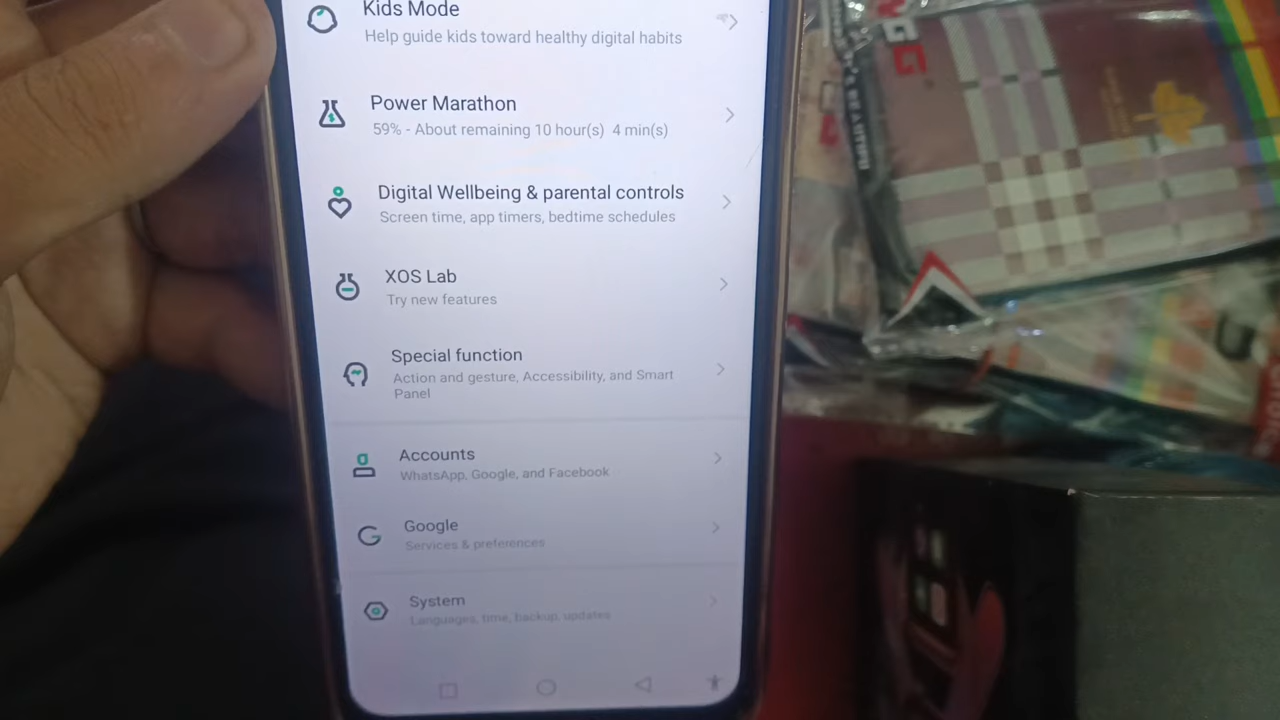 Kids Mode
Help guide kids toward healthy digital habits
Power Marathon
59% - About remaining 10 hour(s) 4 min(s)
Digital Wellbeing & parental controls
Screen time, app timers, bedtime schedules
XOS Lab
Try new features
Special function
Action and gesture, Accessibility, and Smart
Panel
Accounts
WhatsApp, Google, and Facebook
Google
Services & preferences
System
Languages, time, backup, updates